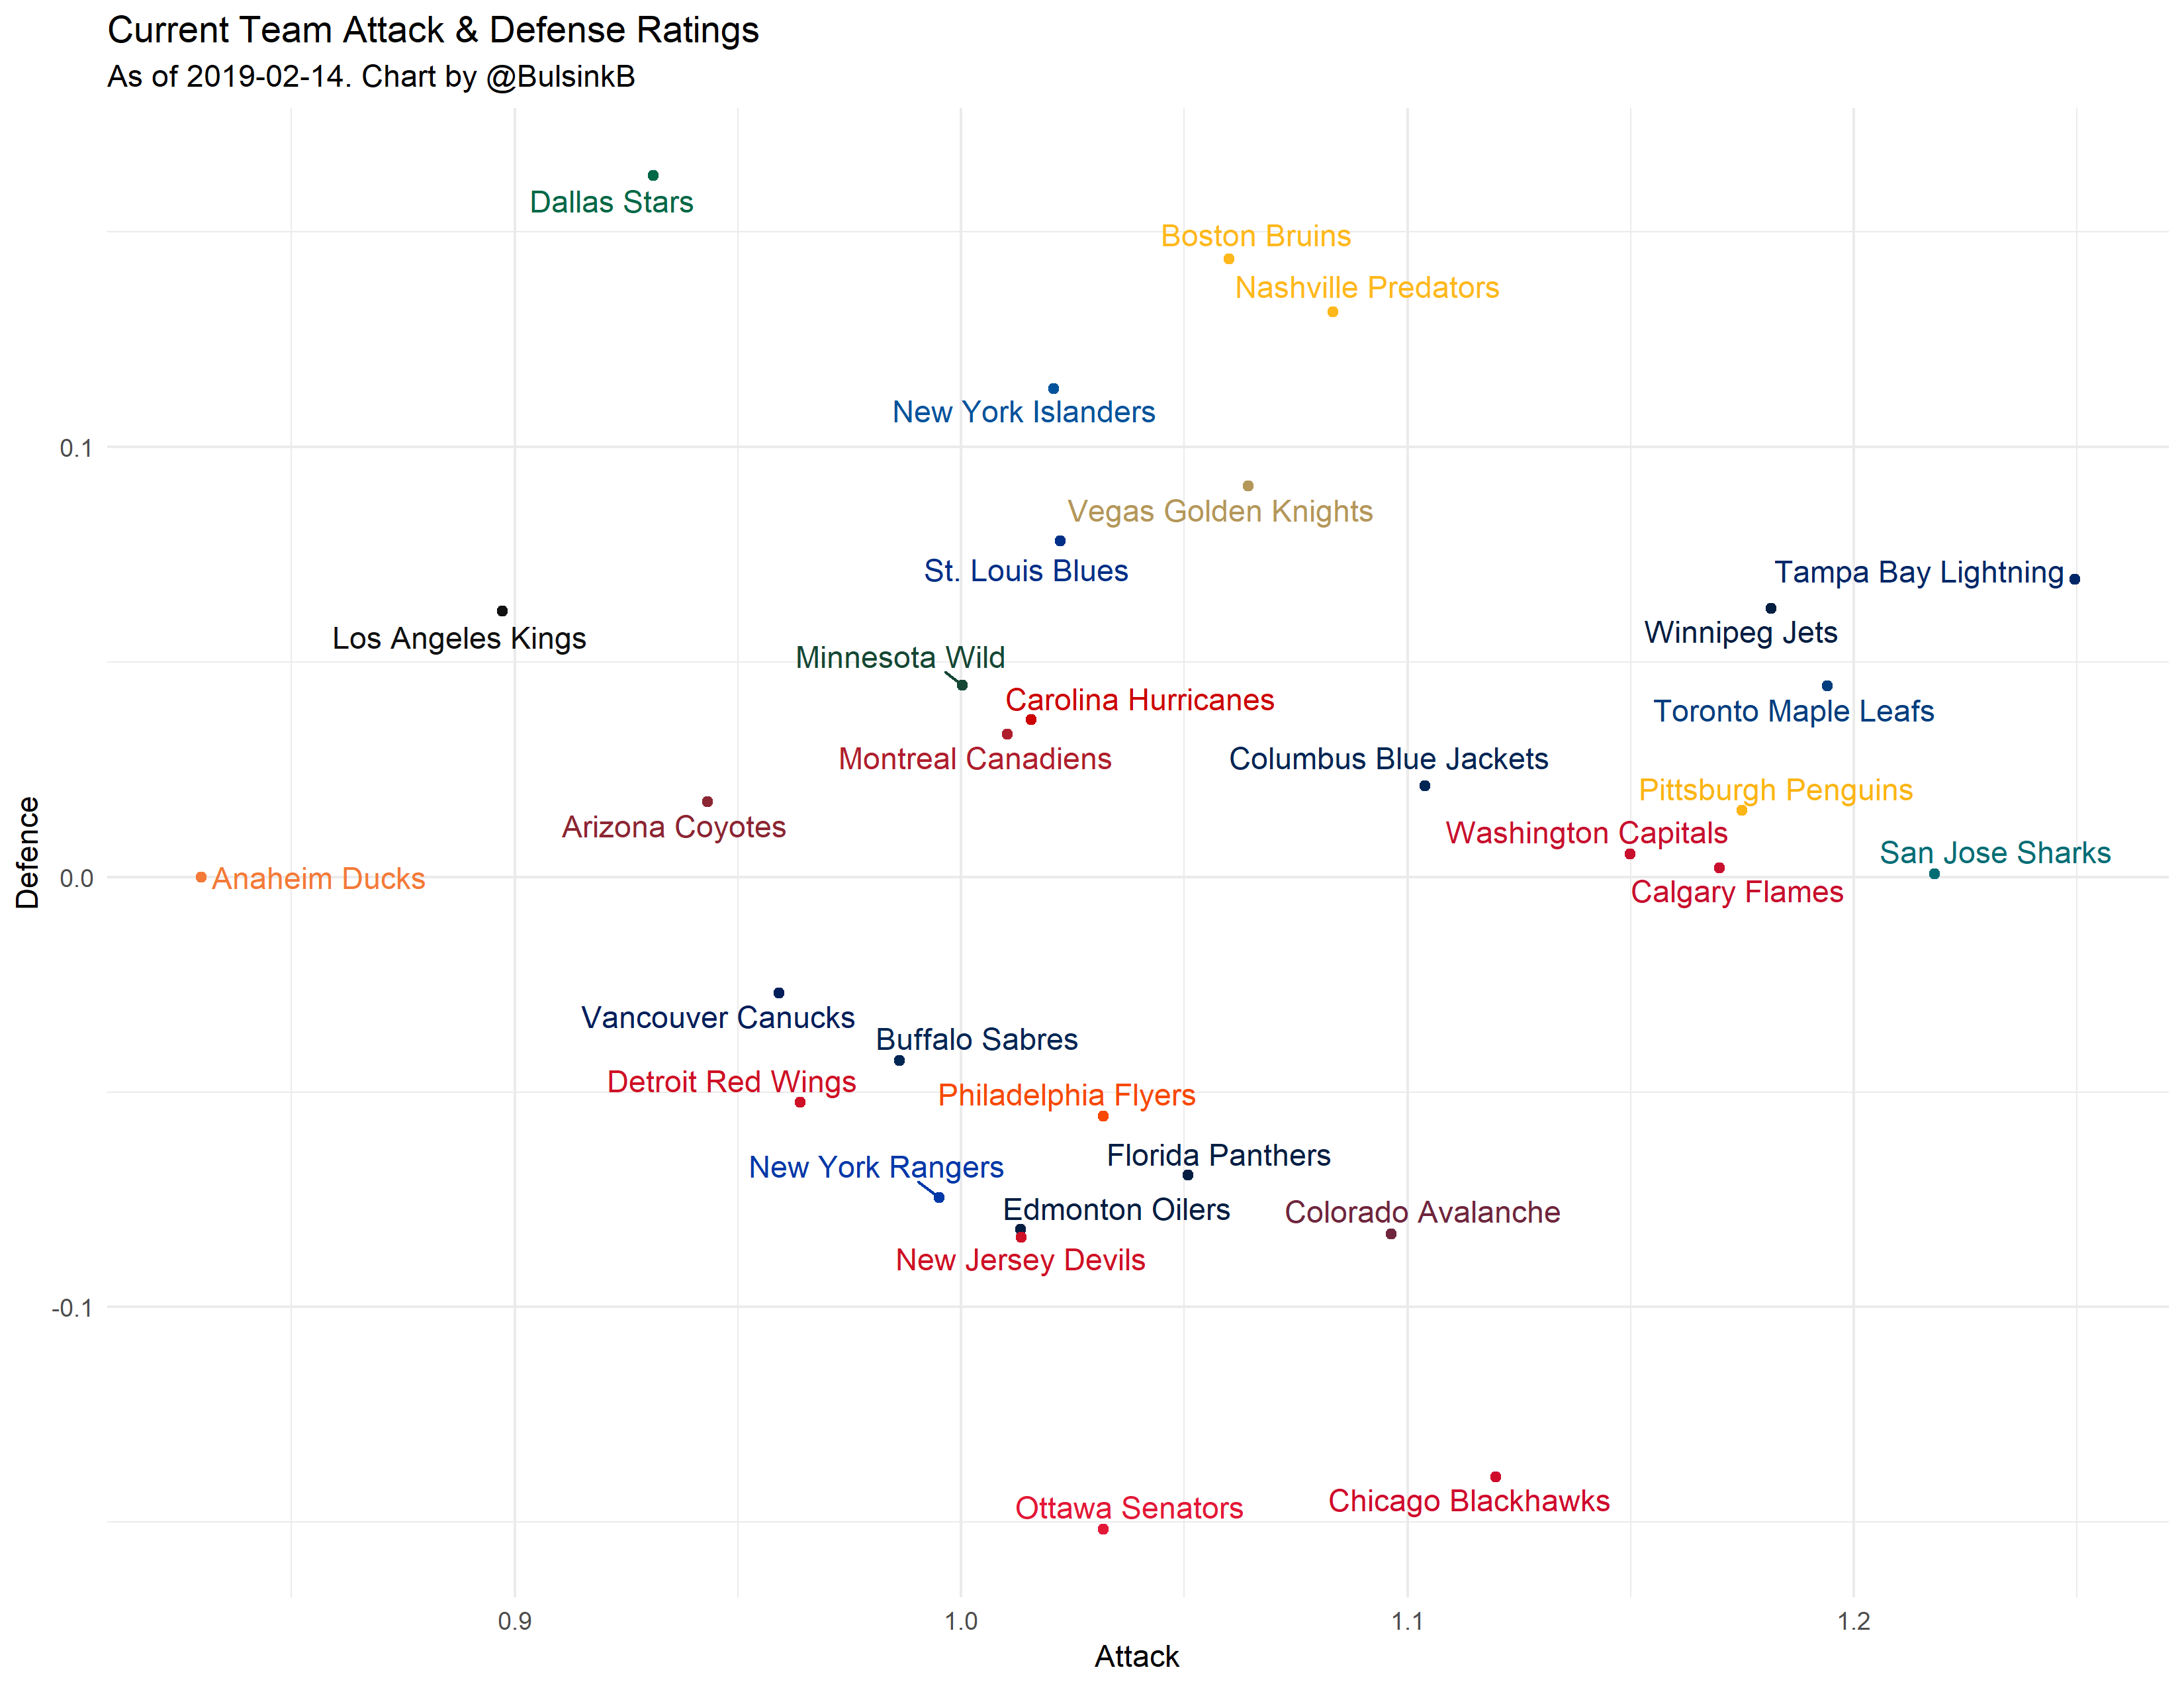 Current Team Attack & Defense Ratings
As of 2019-02-14. Chart by @BulsinkB
Dallas Stars
Boston Bruins
Nashville Predators
New York Islanders
0.1
Vegas Golden Knights
St. Louis Blues
Tampa Bay Lightning
Winnipeg Jets
Los Angeles Kings
Minnesota Wild
Carolina Hurricanes
Toronto Maple Leafs
Montreal Canadiens
Columbus Blue Jackets
Pittsburgh Penguins
Arizona Coyotes
Washington Capitals
San Jose Sharks
Defence
0.0
Anaheim Ducks
Calgary Flames
Vancouver Canucks
Buffalo Sabres
Detroit Red Wings
Philadelphia Flyers
Florida Panthers
New York Rangers
Edmonton Oilers
Colorado Avalanche
New Jersey Devils
-0.1
Chicago Blackhawks
Ottawa Senators
0.9
1.0
1.1
1.2
Attack